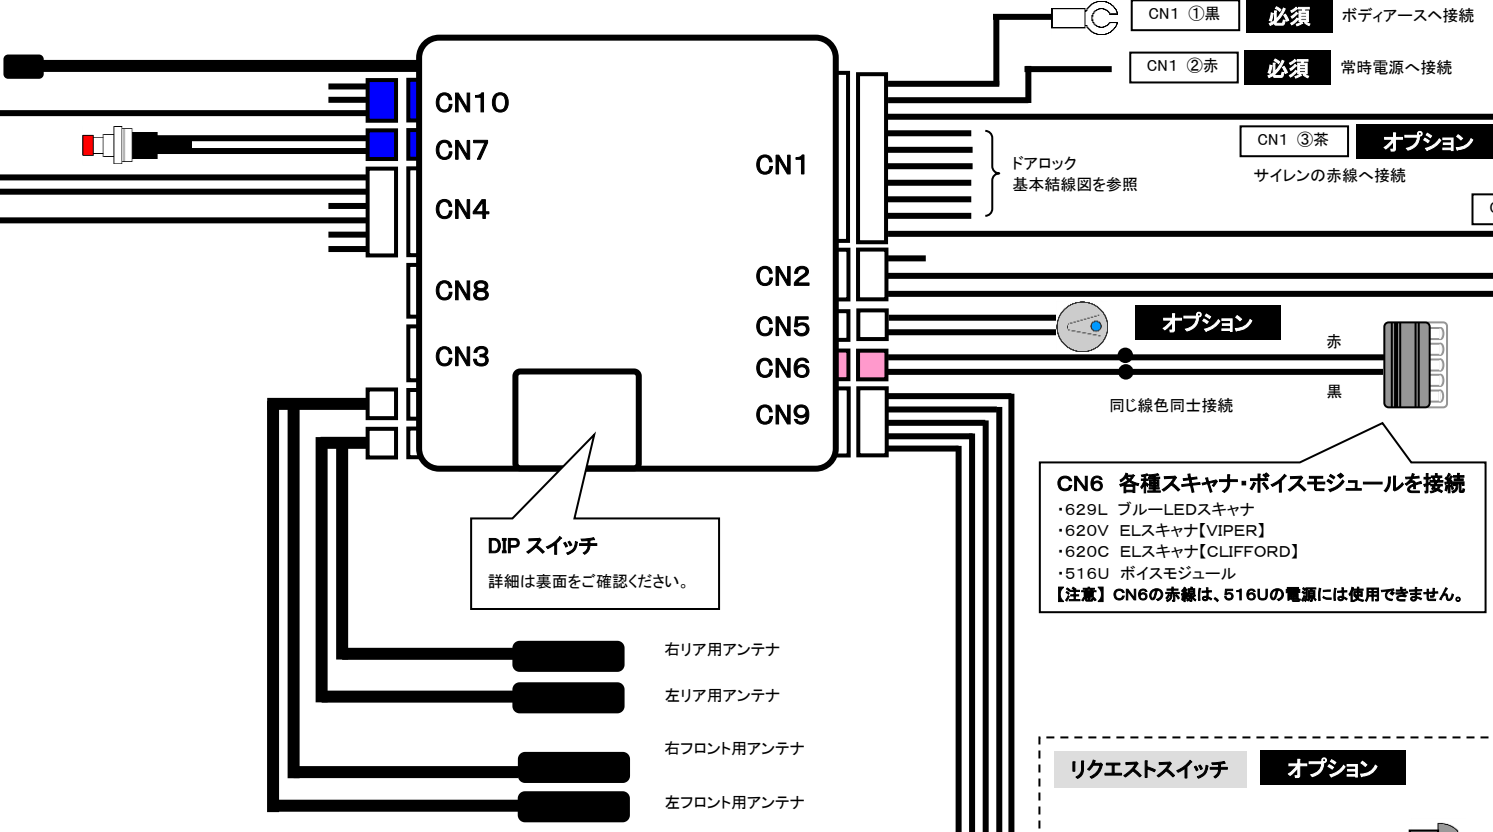 CN1 ①黒
必須
ボディアースへ接続
CN1 ②赤
必須
常時電源へ接続
CN1 ③茶
オプション
サイレンの赤線へ接続
ドアロック
基本結線図を参照
CN10
CN7
CN4
CN8
CN3
CN1
CN2
CN5
CN6
CN9
オプション
赤
黒
同じ線色同士接続
CN6 各種スキャナ・ボイスモジュールを接続
・629L ブルーLEDスキャナ
・620V ELスキャナ【VIPER】
・620C ELスキャナ【CLIFFORD】
・516U ボイスモジュール
【注意】CN6の赤線は、516Uの電源には使用できません。
DIP スイッチ
詳細は裏面をご確認ください。
右リア用アンテナ
左リア用アンテナ
右フロント用アンテナ
左フロント用アンテナ
リクエストスイッチ
オプション